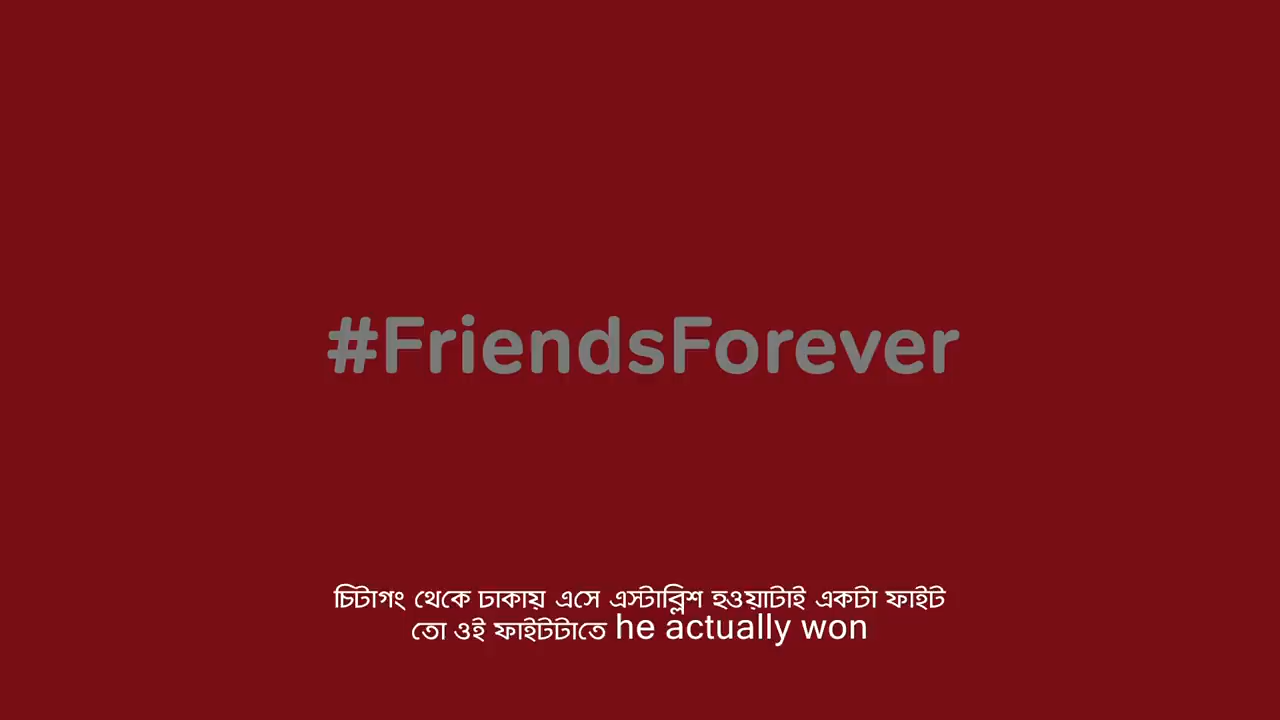 #FriendsForever
চিটাগং থেকে ঢাকায় এসে এস্টাব্লিশ হওয়াটাই একটা ফাইট
তো ওই ফাইটটাতে he actually won